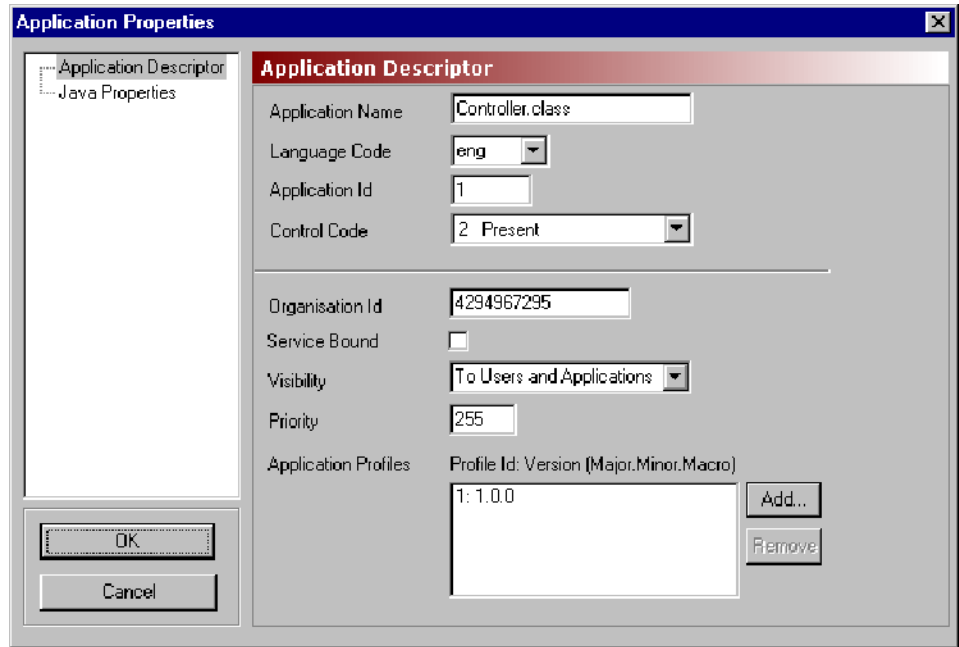 Application Properties
Application Descriptor
Java Properties
OK
Cancel
Application Descriptor
Application Name Controller.class
Language Code eng
Application Id 1
Control Code 2 Present
Organisation Id 4294967295
Service Bound
Visibility To Users and Applications
Priority 255
Application Profiles Profile Id: Version (Major.Minor.Macro)
1: 1.0.0
Add...
Remove